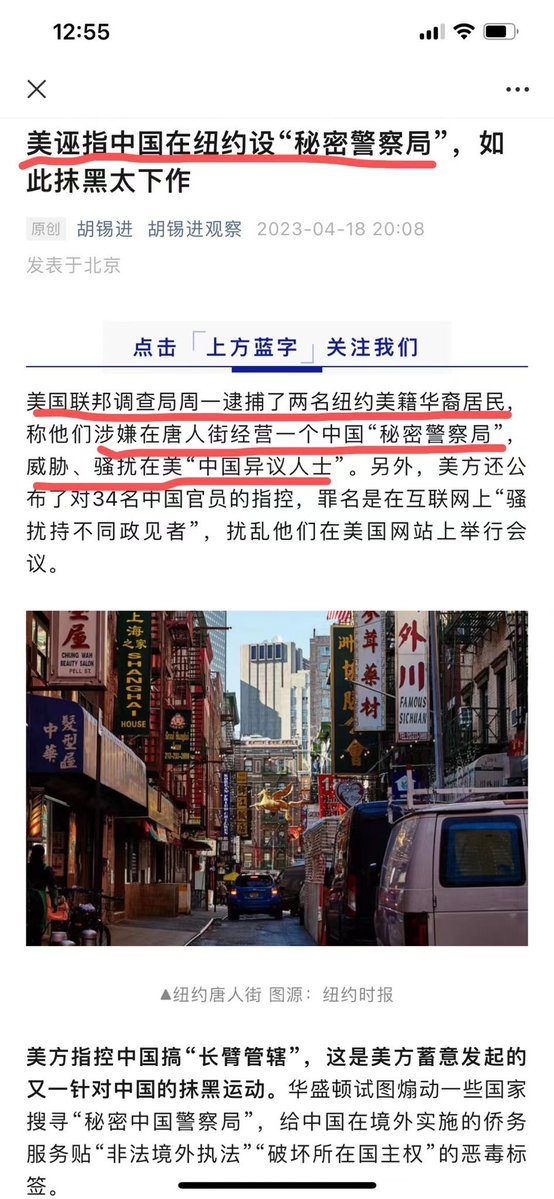 12:55
美诬指中国在纽约设“秘密警察局”，如
此抹黑太下作
原创 胡锡进 胡锡进观察 2023-04-18 20:08
发表于北京
点击「上方蓝字」关注我们
美国联邦调查局周一逮捕了两名纽约美籍华裔居民，
称他们涉嫌在唐人街经营一个中国“秘密警察局”，
威胁、骚扰在美“中国异议人士”。另外，美方还公
布了对34名中国官员的指控，罪名是在互联网上“骚
扰持不同政见者”，扰乱他们在美国网站上举行会
议。
屋
CHUNG WAH
BEAUTY SALON
PELL ST.
上海之家
SHANGHAI
HOUSE
髮型屋
中華
參茸藥材
外川
FAMOUS
SICHUAN
▲纽约唐人街 图源：纽约时报
美方指控中国搞“长臂管辖”，这是美方蓄意发起的
又一针对中国的抹黑运动。华盛顿试图煽动一些国家
搜寻“秘密中国警察局”，给中国在境外实施的侨务
服务贴“非法境外执法”“破坏所在国主权”的恶毒标
签。